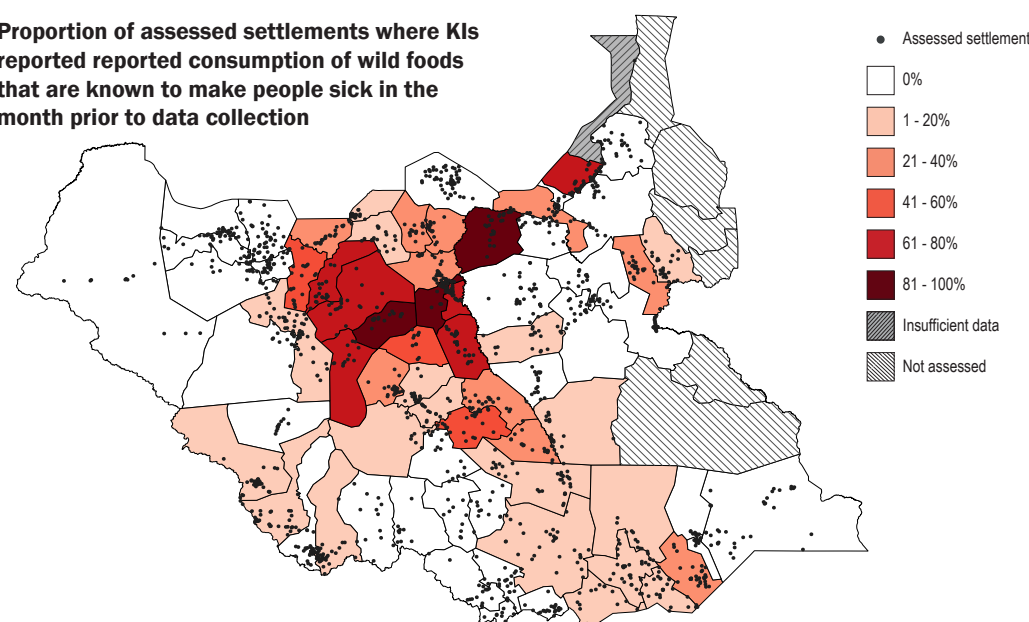 Proportion of assessed settlements where KIs
reported reported consumption of wild foods
that are known to make people sick in the
month prior to data collection
Assessed settlement
0%
1 - 20%
21 - 40%
41 - 60%
61 - 80%
81 - 100%
Insufficient data
Not assessed